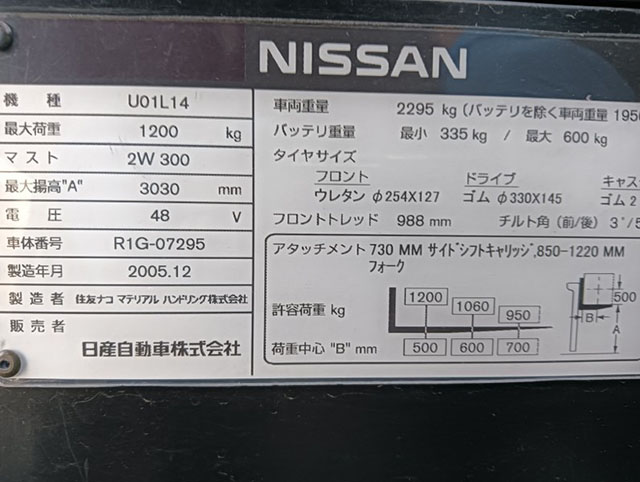 NISSAN
機種 U01L14
最大荷重 1200 kg
マスト 2W 300
最大揚高"A" 3030 mm
電圧 48 V
車体番号 R1G-07295
製造年月 2005.12
製造者 住友ナコ マテリアル ハンドリング株式会社
販売者
日産自動車株式会社
車両重量 2295 kg (バッテリを除く車両重量 195
バッテリ重量 最小 335 kg / 最大 600 kg
タイヤサイズ
フロント ドライブ キャス
ウレタン φ254X127 ゴム φ330X145 ゴム 2
フロントトレッド 988 mm チルト角 (前/後) 3°/5
アタッチメント 730 MM サイドシフトキャリッジ,850-1220 MM
フォーク
許容荷重 kg 1200 1060 950
荷重中心 "B" mm 500 600 700
500
B A